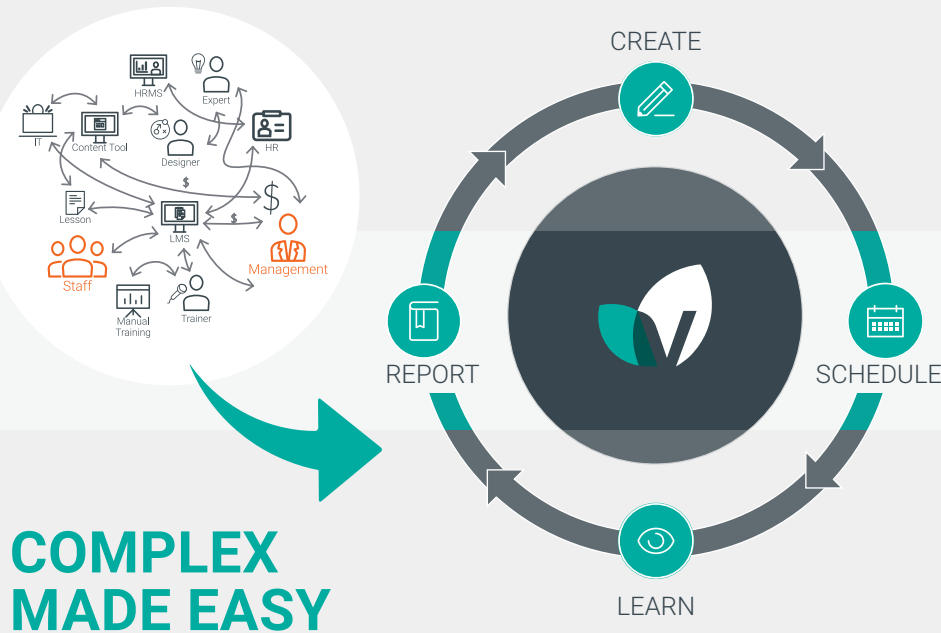 HRMS
Expert
IT
Content Tool
Designer
HR
$
$
Lesson
$
LMS
Staff
Management
Manual
Training
Trainer
CREATE
SCHEDULE
LEARN
REPORT
COMPLEX
MADE EASY